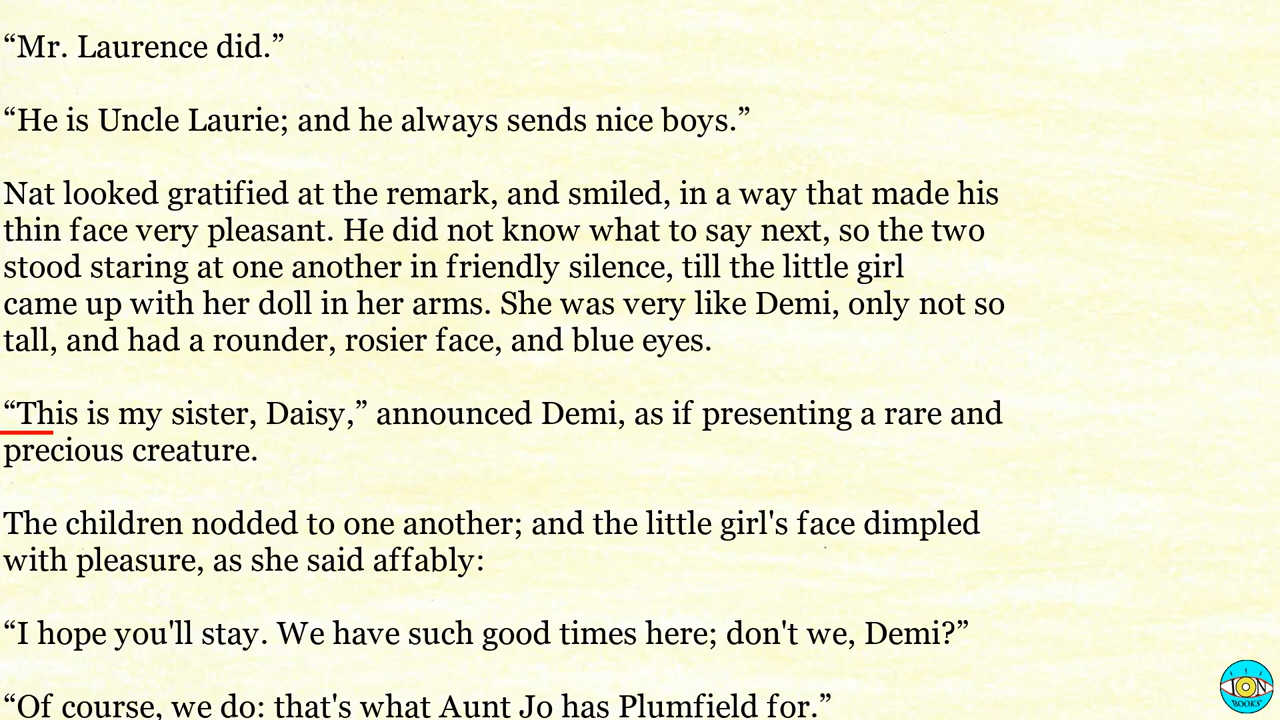 “Mr. Laurence did.”
“He is Uncle Laurie; and he always sends nice boys.”
Nat looked gratified at the remark, and smiled, in a way that made his
thin face very pleasant. He did not know what to say next, so the two
stood staring at one another in friendly silence, till the little girl
came up with her doll in her arms. She was very like Demi, only not so
tall, and had a rounder, rosier face, and blue eyes.
“This is my sister, Daisy,” announced Demi, as if presenting a rare and
precious creature.
The children nodded to one another; and the little girl's face dimpled
with pleasure, as she said affably:
“I hope you'll stay. We have such good times here; don't we, Demi?”
“Of course, we do: that's what Aunt Jo has Plumfield for.”
ION
BOOKS